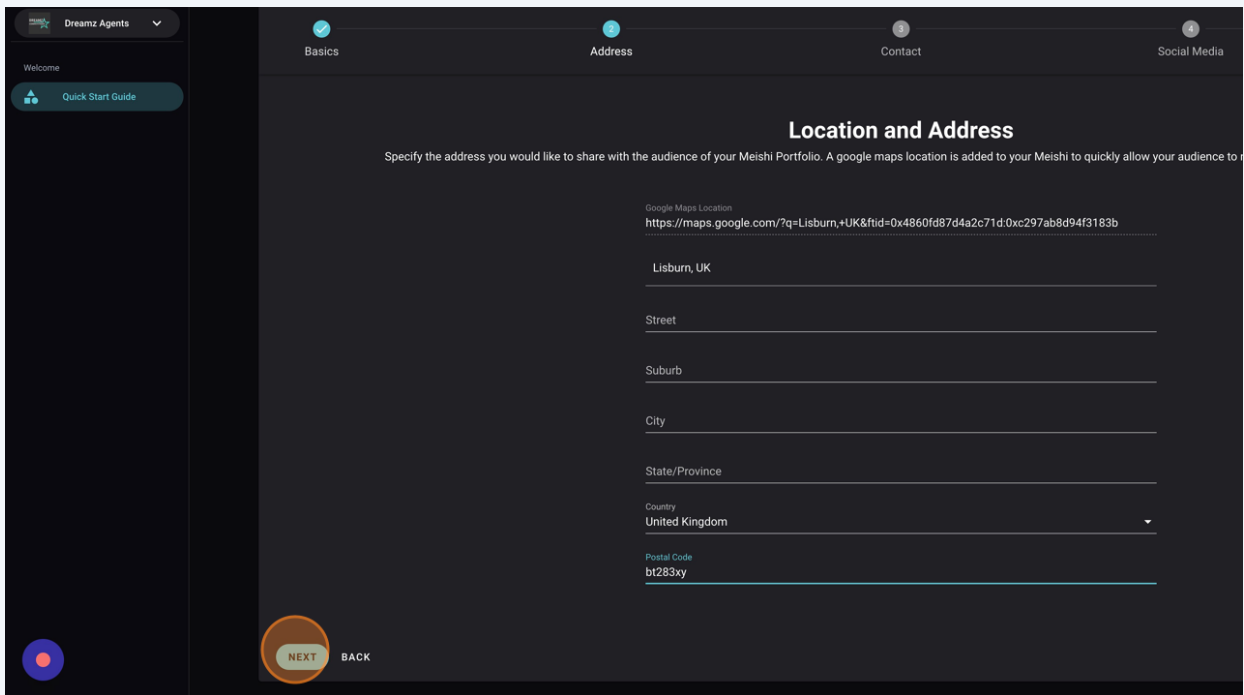 Dreamz Agents
Welcome
Quick Start Guide
2
3
4
Basics
Address
Contact
Social Media
Location and Address
Specify the address you would like to share with the audience of your Meishi Portfolio. A google maps location is added to your Meishi to quickly allow your audience to
Google Maps Location
https://maps.google.com/?q=Lisburn,+UK&ftid=0x4860fd87d4a2c71d:0xc297ab8d94f3183b
Lisburn, UK
Street
Suburb
City
State/Province
Country
United Kingdom
Postal Code
bt283xy
NEXT
BACK